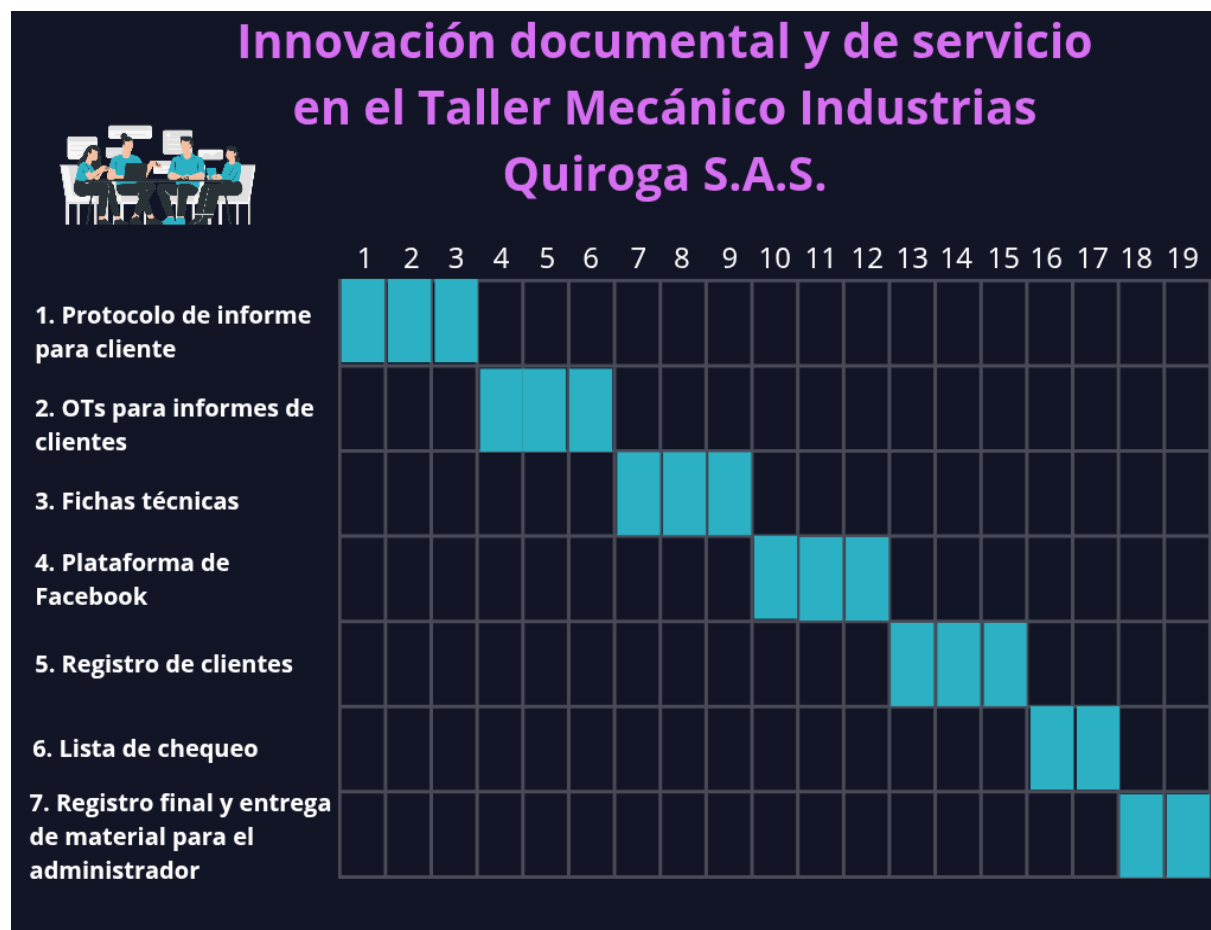 Innovación documental y de servicio
en el Taller Mecánico Industrias
Quiroga S.A.S.
1 2 3 4 5 6 7 8 9 10 11 12 13 14 15 16 17 18 19
1. Protocolo de informe
para cliente
2. OTs para informes de
clientes
3. Fichas técnicas
4. Plataforma de
Facebook
5. Registro de clientes
6. Lista de chequeo
7. Registro final y entrega
de material para el
administrador